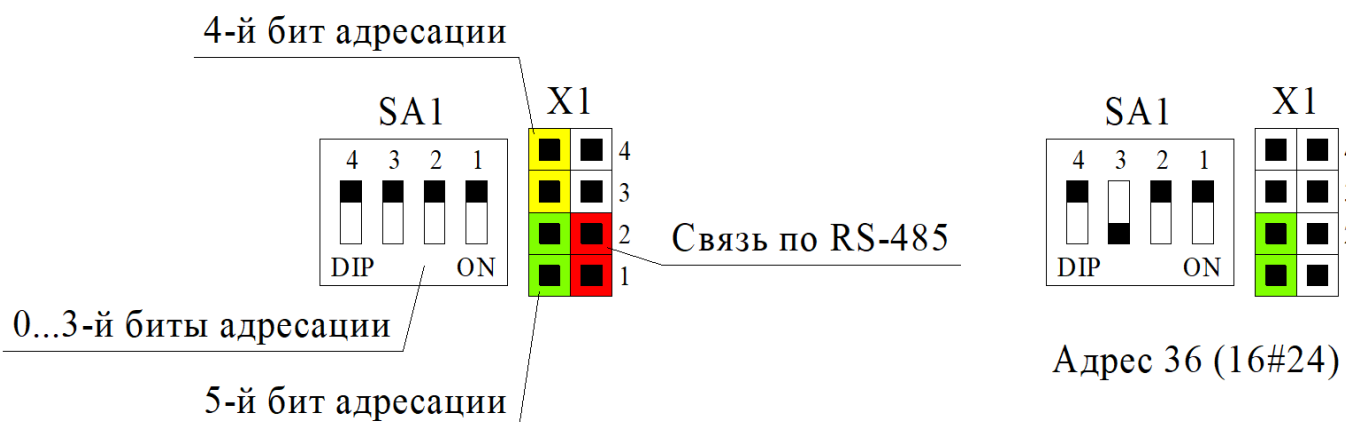 4-й бит адресации
SA1
X1
4 3 2 1
DIP ON
4
3
2
1
Связь по RS-485
0...3-й биты адресации
5-й бит адресации
SA1
X1
4 3 2 1
DIP ON
Адрес 36 (16#24)